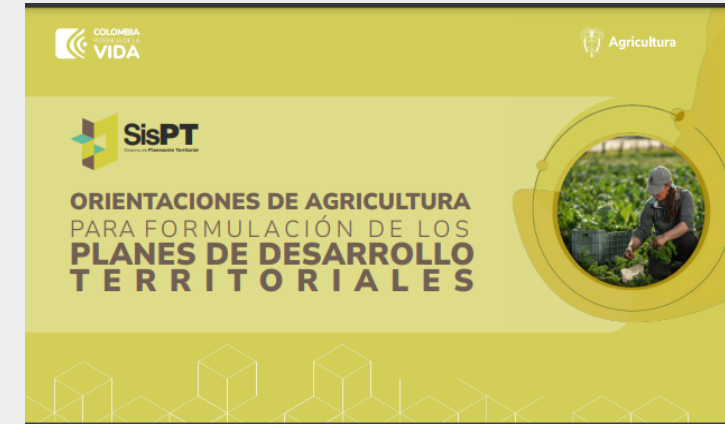 COLOMBIA
POTENCIA DE LA
VIDA
Agricultura
SisPT
Sistema de Planeación Territorial
ORIENTACIONES DE AGRICULTURA
PARA FORMULACIÓN DE LOS
PLANES DE DESARROLLO
TERRITORIALES